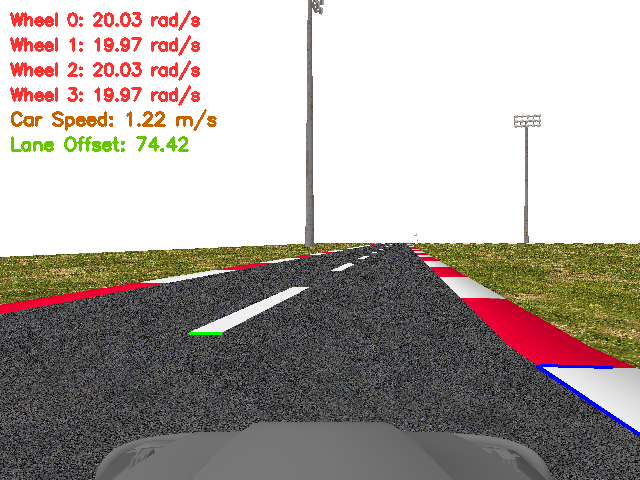 Wheel 0: 20.03 rad/s
Wheel 1: 19.97 rad/s
Wheel 2: 20.03 rad/s
Wheel 3: 19.97 rad/s
Car Speed: 1.22 m/s
Lane Offset: 74.42